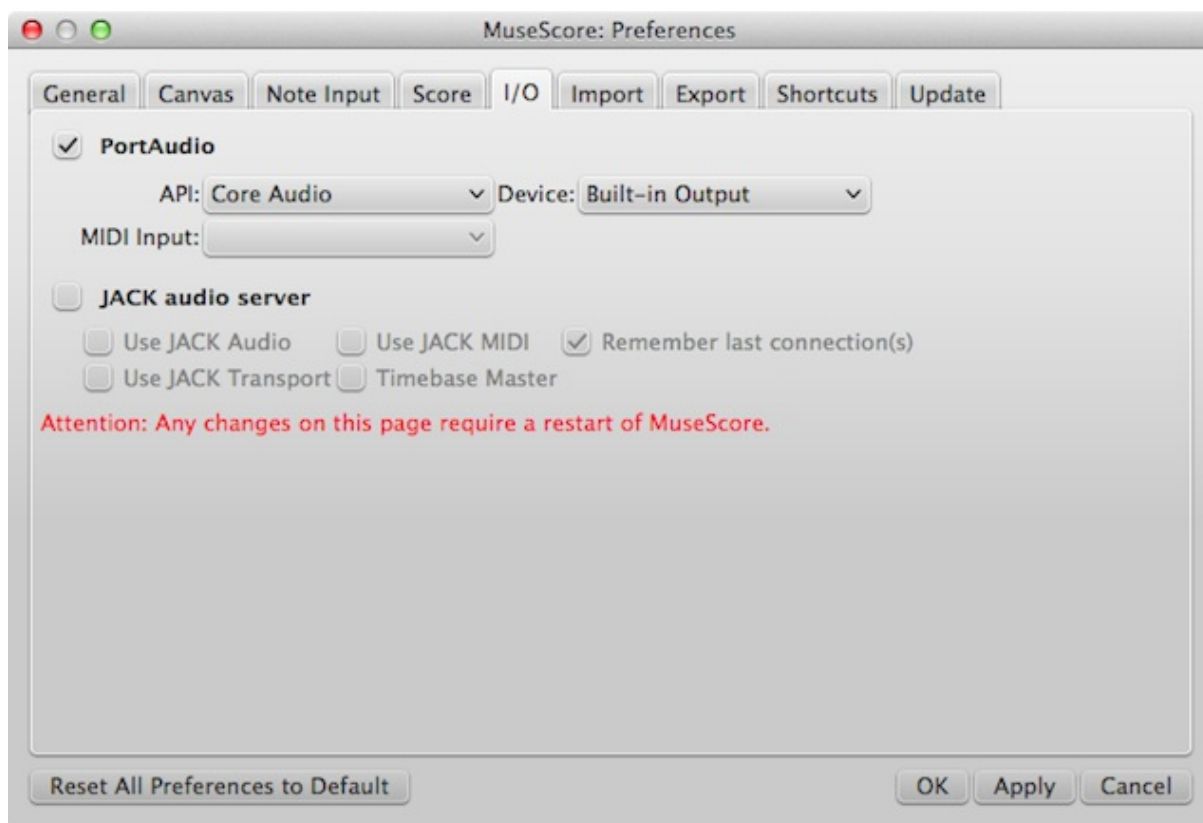 MuseScore: Preferences
General Canvas Note Input Score I/O Import Export Shortcuts Update
PortAudio
API: Core Audio Device: Built-in Output
MIDI Input:
JACK audio server
Use JACK Audio Use JACK MIDI Remember last connection(s)
Use JACK Transport Timebase Master
Attention: Any changes on this page require a restart of MuseScore.
Reset All Preferences to Default OK Apply Cancel